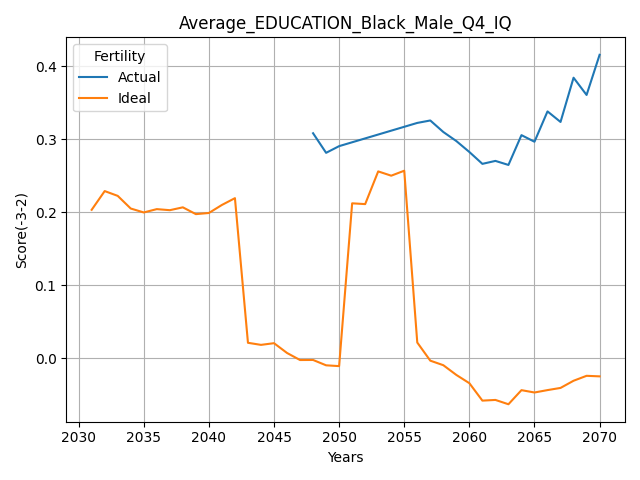 Average_EDUCATION_Black_Male_Q4_IQ
Fertility
Actual
Ideal
Score(-3-2)
0.4
0.3
0.2
0.1
0.0
2030 2035 2040 2045 2050 2055 2060 2065 2070
Years